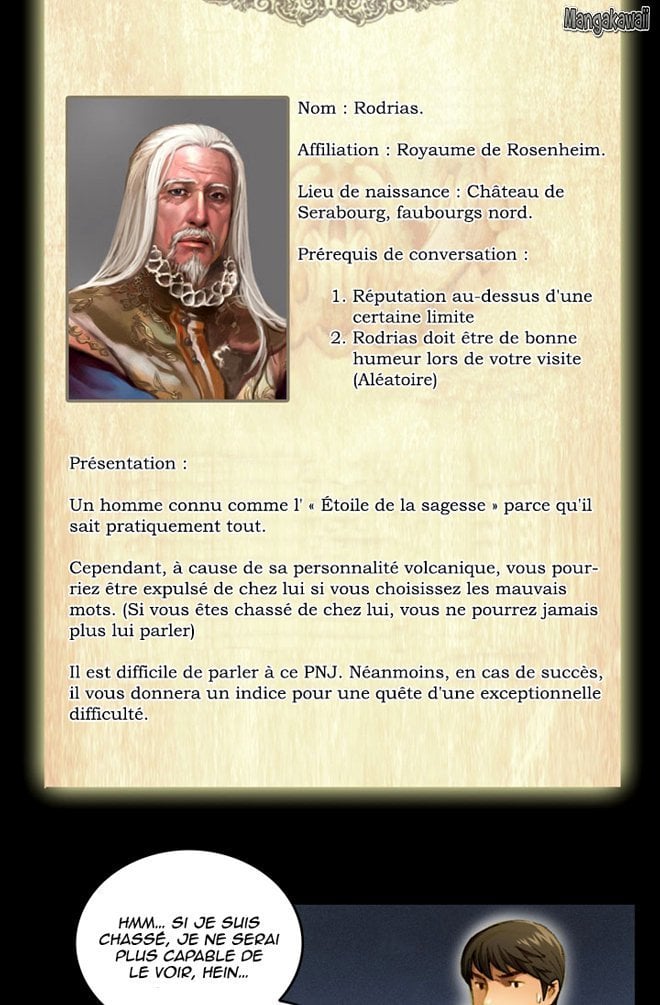 Mangakawaii
Nom : Rodrias.
Affiliation : Royaume de Rosenheim.
Lieu de naissance : Château de
Serabourg, faubourgs nord.
Prérequis de conversation :
1. Réputation au-dessus d'une
certaine limite
2. Rodrias doit être de bonne
humeur lors de votre visite
(Aléatoire)
Présentation :
Un homme connu comme l' « Étoile de la sagesse » parce qu'il
sait pratiquement tout.
Cependant, à cause de sa personnalité volcanique, vous pour-
riez être expulsé de chez lui si vous choisissez les mauvais
mots. (Si vous êtes chassé de chez lui, vous ne pourrez jamais
plus lui parler)
Il est difficile de parler à ce PNJ. Néanmoins, en cas de succès,
il vous donnera un indice pour une quête d'une exceptionnelle
difficulté.
HMM... SI JE SUIS
CHASSÉ, JE NE SERAI
PLUS CAPABLE DE
LE VOIR, HEIN...